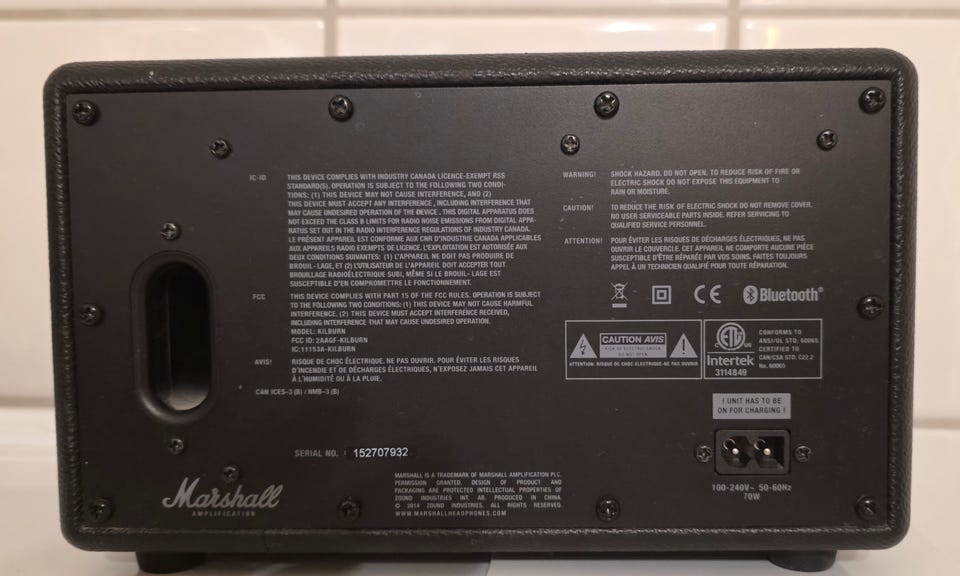 IC-ID
THIS DEVICE COMPLIES WITH INDUSTRY CANADA LICENCE-EXEMPT RSS
STANDARD(S). OPERATION IS SUBJECT TO THE FOLLOWING TWO CONDI-
TIONS: (1) THIS DEVICE MAY NOT CAUSE INTERFERENCE, AND (2)
THIS DEVICE MUST ACCEPT ANY INTERFERENCE, INCLUDING INTERFERENCE THAT
MAY CAUSE UNDESIRED OPERATION OF THE DEVICE . THIS DIGITAL APPARATUS DOES
NOT EXCEED THE CLASS B LIMITS FOR RADIO NOISE EMISSIONS FROM DIGITAL APPA-
RATUS SET OUT IN THE RADIO INTERFERENCE REGULATIONS OF INDUSTRY CANADA.
LE PRÉSENT APPAREIL EST CONFORME AUX CNR D'INDUSTRIE CANADA APPLICABLES
AUX APPAREILS RADIO EXEMPTS DE LICENCE. L'EXPLOITATION EST AUTORISÉE AUX
DEUX CONDITIONS SUIVANTES: (1) L'APPAREIL NE DOIT PAS PRODUIRE DE
BROUIL- LAGE, ET (2) L'UTILISATEUR DE L'APPAREIL DOIT ACCEPTER TOUT
BROUILLAGE RADIOÉLECTRIQUE SUBI, MÊME SI LE BROUIL- LAGE EST
SUSCEPTIBLE D'EN COMPROMETTRE LE FONCTIONNEMENT.
FCC
THIS DEVICE COMPLIES WITH PART 15 OF THE FCC RULES. OPERATION IS SUBJECT
TO THE FOLLOWING TWO CONDITIONS: (1) THIS DEVICE MAY NOT CAUSE HARMFUL
INTERFERENCE. (2) THIS DEVICE MUST ACCEPT INTERFERENCE RECEIVED,
INCLUDING INTERFERENCE THAT MAY CAUSE UNDESIRED OPERATION.
MODEL: KILBURN
FCC ID: 2AAGF-KILBURN
IC:11153A-KILBURN
AVIS!
RISQUE DE CHOC ÉLECTRIQUE. NE PAS OUVRIR. POUR ÉVITER LES RISQUES
D'INCENDIE ET DE DÉCHARGES ÉLECTRIQUES, N'EXPOSEZ JAMAIS CET APPAREIL
À L'HUMIDITÉ OU À LA PLUIE.
CAN ICES-3 (B) / NMB-3 (B)
WARNING!
SHOCK HAZARD. DO NOT OPEN. TO REDUCE RISK OF FIRE OR
ELECTRIC SHOCK DO NOT EXPOSE THIS EQUIPMENT TO
RAIN OR MOISTURE.
CAUTION!
TO REDUCE THE RISK OF ELECTRIC SHOCK DO NOT REMOVE COVER.
NO USER SERVICEABLE PARTS INSIDE. REFER SERVICING TO
QUALIFIED SERVICE PERSONNEL.
ATTENTION!
POUR ÉVITER LES RISQUES DE DÉCHARGES ÉLECTRIQUES, NE PAS
OUVRIR LE COUVERCLE. CET APPAREIL NE COMPORTE AUCUNE PIÈCE
SUSCEPTIBLE D'ÊTRE RÉPARÉE PAR VOS SOINS. FAITES TOUJOURS
APPEL À UN TECHNICIEN QUALIFIÉ POUR TOUTE RÉPARATION.
CE
Bluetooth®
CAUTION AVIS
RISK OF ELECTRIC SHOCK
DO NOT OPEN
ATTENTION: RISQUE DE CHOC ELECTRIQUE-NE PAS OUVRIR
ETL
C US
Intertek
3114849
CONFORMS TO
ANSI/UL STD. 60065
CERTIFIED TO
CAN/CSA STD. C22.2
No. 60065
! UNIT HAS TO BE
ON FOR CHARGING !
100-240V~ 50-60Hz
70W
SERIAL NO. : 152707932
Marshall
AMPLIFICATION
MARSHALL IS A TRADEMARK OF MARSHALL AMPLIFICATION PLC.
PERMISSION GRANTED. DESIGN OF PRODUCT AND
PACKAGING ARE PROTECTED INTELLECTUAL PROPERTIES OF
ZOUND INDUSTRIES INT. AB. PRODUCED IN CHINA.
© 2014 ZOUND INDUSTRIES. ALL RIGHTS RESERVED.
WWW.MARSHALLHEADPHONES.COM